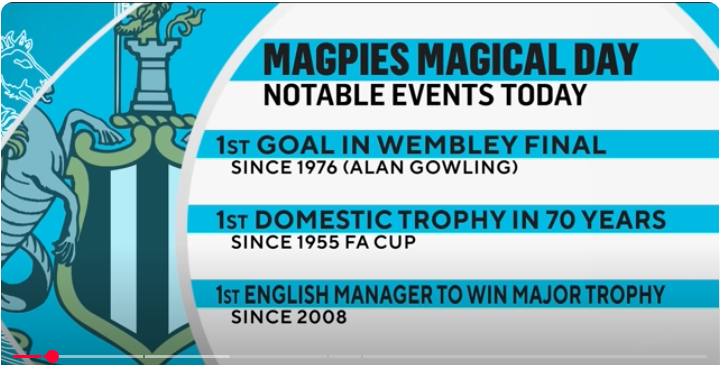 MAGPIES MAGICAL DAY
NOTABLE EVENTS TODAY
1ST GOAL IN WEMBLEY FINAL
SINCE 1976 (ALAN GOWLING)
1ST DOMESTIC TROPHY IN 70 YEARS
SINCE 1955 FA CUP
1ST ENGLISH MANAGER TO WIN MAJOR TROPHY
SINCE 2008